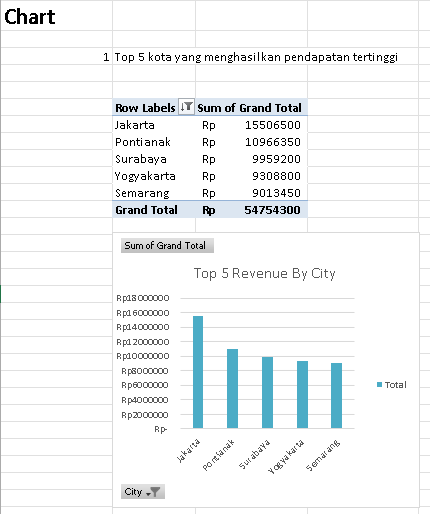 Chart
1 Top 5 kota yang menghasilkan pendapatan tertinggi
Row Labels Sum of Grand Total
Jakarta Rp 15506500
Pontianak Rp 10966350
Surabaya Rp 9959200
Yogyakarta Rp 9308800
Semarang Rp 9013450
Grand Total Rp 54754300
Sum of Grand Total
Top 5 Revenue By City
Rp18000000
Rp16000000
Rp14000000
Rp12000000
Rp10000000
Rp8000000
Rp6000000
Rp4000000
Rp2000000
Rp-
Total
Jakarta Pontianak Surabaya Yogyakarta Semarang
City